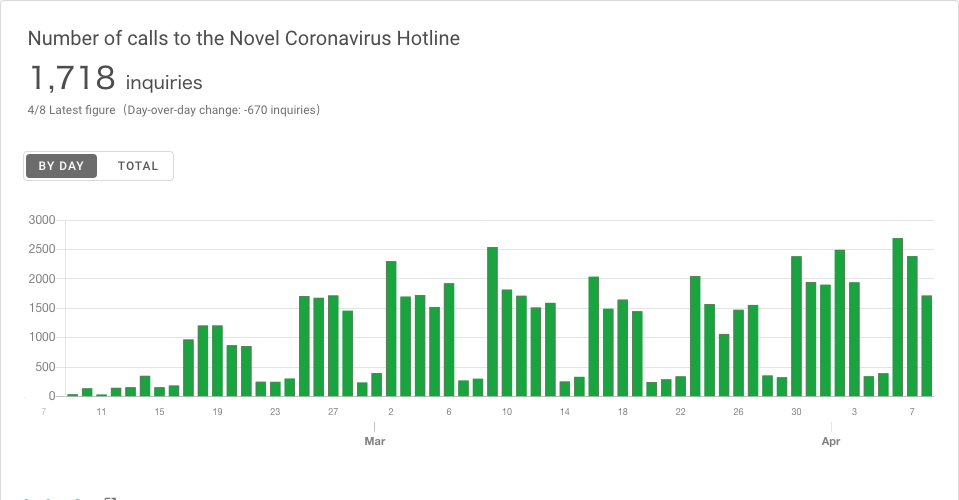 Number of calls to the Novel Coronavirus Hotline
1,718 inquiries
4/8 Latest figure（Day-over-day change: -670 inquiries）
BY DAY TOTAL
3000
2500
2000
1500
1000
500
0
7 11 15 19 23 27 2 6 10 14 18 22 26 30 3 7
Mar Apr